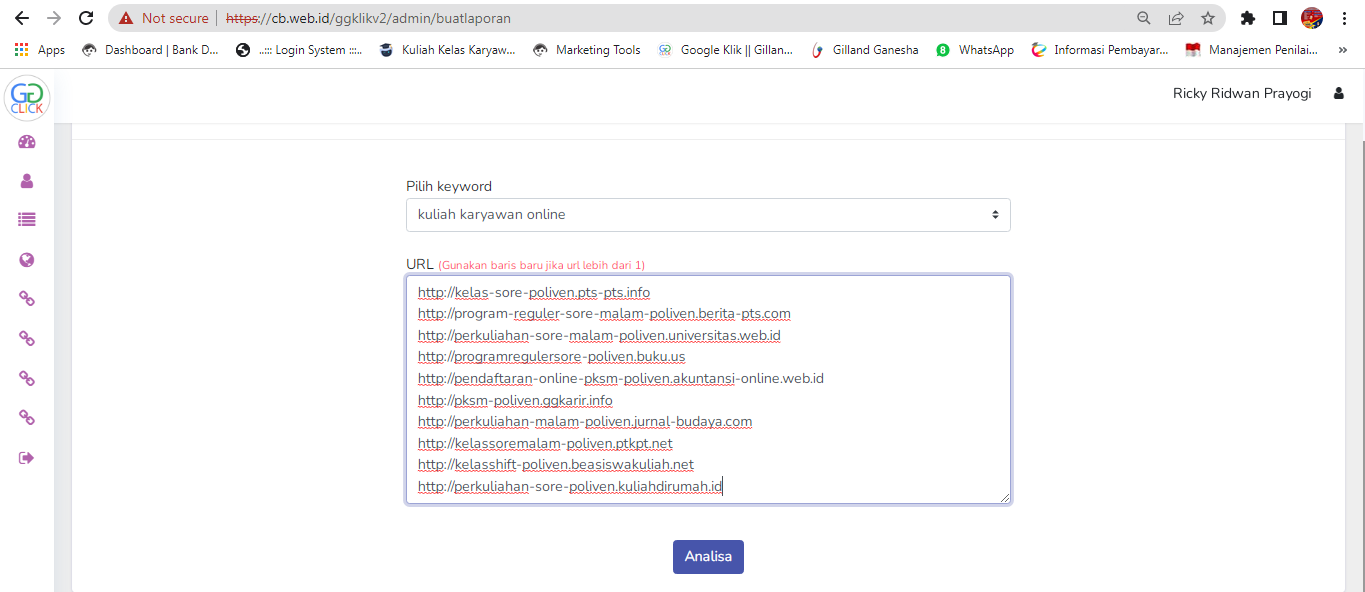 Not secure https://cb.web.id/ggklikv2/admin/buatlaporan
Apps Dashboard | Bank D... ..::: Login System :::.. Kuliah Kelas Karyaw... Marketing Tools Google Klik || Gillan... Gilland Ganesha WhatsApp Informasi Pembayar... Manajemen Penilai... »
GG CLICK
Ricky Ridwan Prayogi
Pilih keyword
kuliah karyawan online
URL (Gunakan baris baru jika url lebih dari 1)
http://kelas-sore-poliven.pts-pts.info
http://program-reguler-sore-malam-poliven.berita-pts.com
http://perkuliahan-sore-malam-poliven.universitas.web.id
http://programregulersore-poliven.buku.us
http://pendaftaran-online-pksm-poliven.akuntansi-online.web.id
http://pksm-poliven.ggkarir.info
http://perkuliahan-malam-poliven.jurnal-budaya.com
http://kelassoremalam-poliven.ptkpt.net
http://kelasshift-poliven.beasiswakuliah.net
http://perkuliahan-sore-poliven.kuliahdirumah.id
Analisa